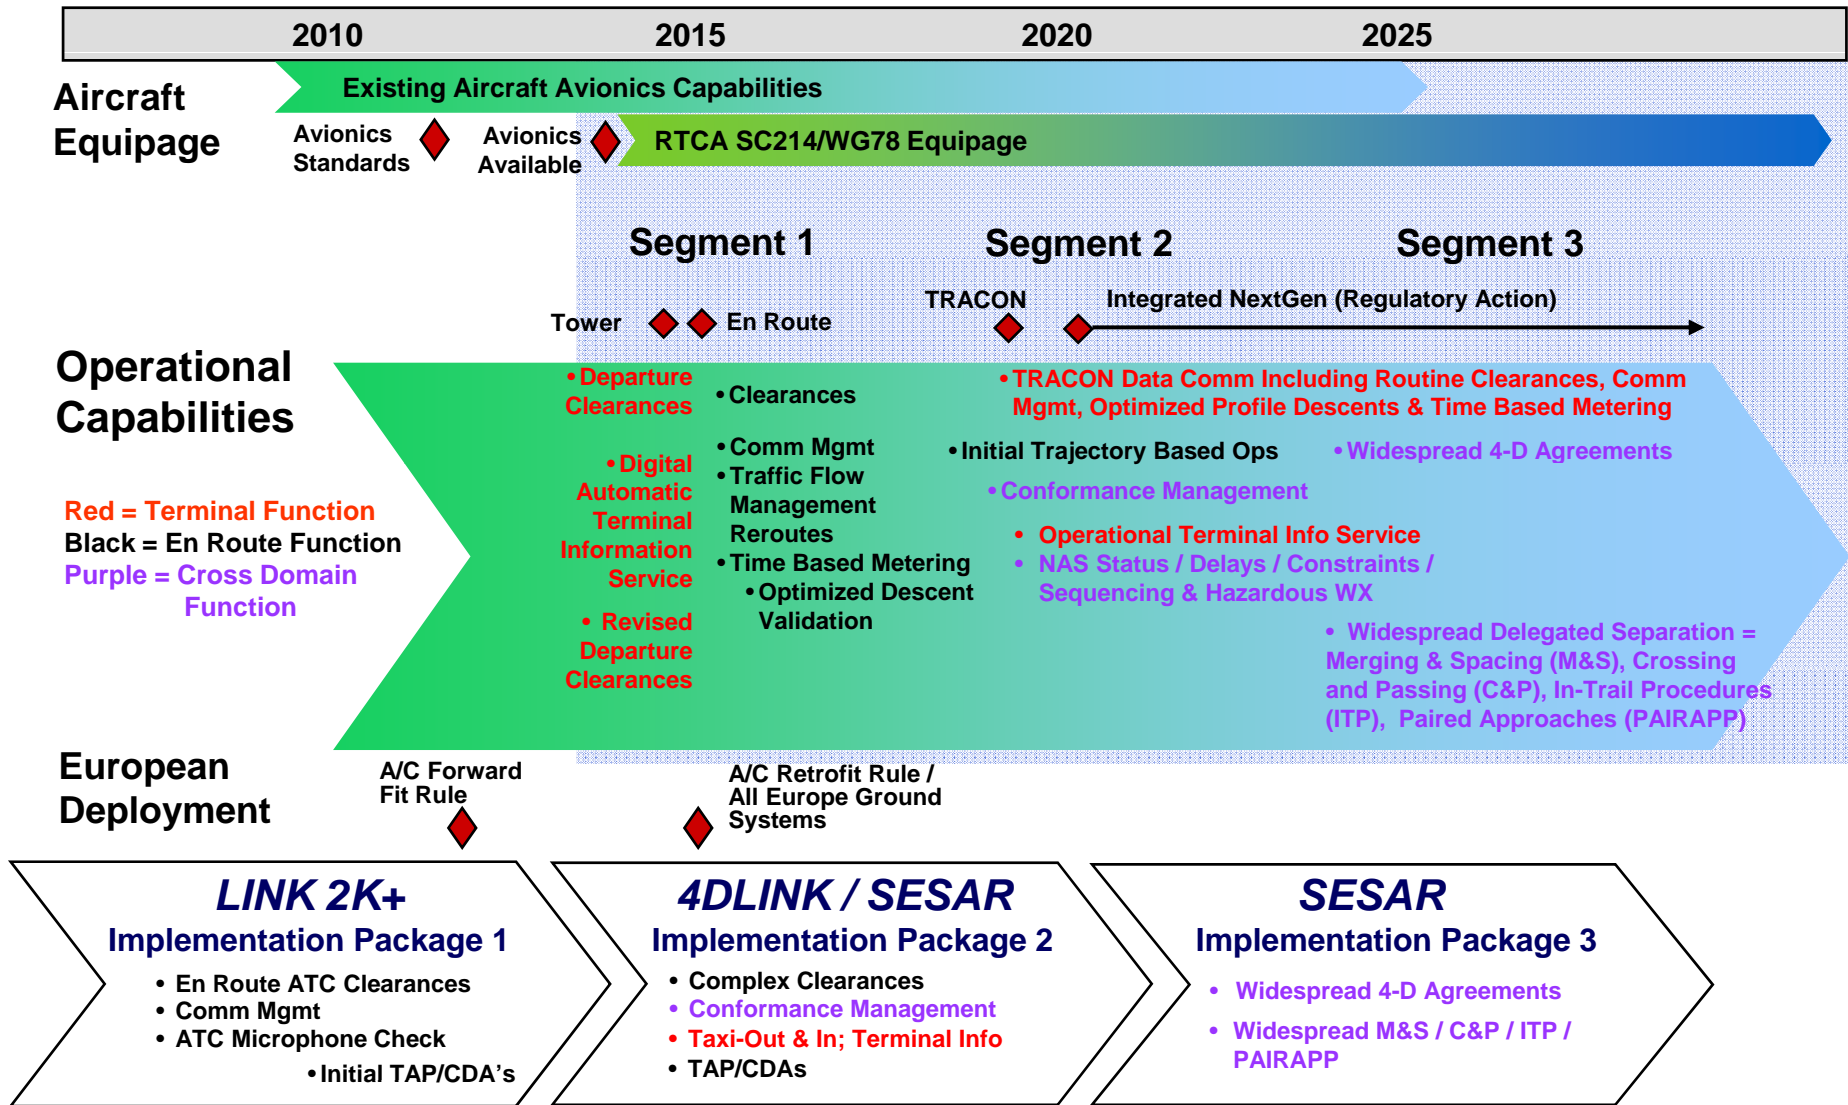 2010 2015 2020 2025
Aircraft
Equipage
Existing Aircraft Avionics Capabilities
Avionics
Standards
Avionics
Available
RTCA SC214/WG78 Equipage
Segment 1
Segment 2
Segment 3
Tower
En Route
TRACON
Integrated NextGen (Regulatory Action)
Operational
Capabilities
Red = Terminal Function
Black = En Route Function
Purple = Cross Domain
Function
•Departure
Clearances
•Digital
Automatic
Terminal
Information
Service
• Revised
Departure
Clearances
•Clearances
•Comm Mgmt
•Traffic Flow
Management
Reroutes
•Time Based Metering
•Optimized Descent
Validation
•TRACON Data Comm Including Routine Clearances, Comm
Mgmt, Optimized Profile Descents & Time Based Metering
•Initial Trajectory Based Ops
•Widespread 4-D Agreements
•Conformance Management
• Operational Terminal Info Service
• NAS Status / Delays / Constraints /
Sequencing & Hazardous WX
• Widespread Delegated Separation =
Merging & Spacing (M&S), Crossing
and Passing (C&P), In-Trail Procedures
(ITP), Paired Approaches (PAIRAPP)
European
Deployment
A/C Forward
Fit Rule
A/C Retrofit Rule /
All Europe Ground
Systems
LINK 2K+
Implementation Package 1
• En Route ATC Clearances
• Comm Mgmt
• ATC Microphone Check
•Initial TAP/CDA's
4DLINK / SESAR
Implementation Package 2
• Complex Clearances
• Conformance Management
• Taxi-Out & In; Terminal Info
• TAP/CDAs
SESAR
Implementation Package 3
• Widespread 4-D Agreements
• Widespread M&S / C&P / ITP /
PAIRAPP